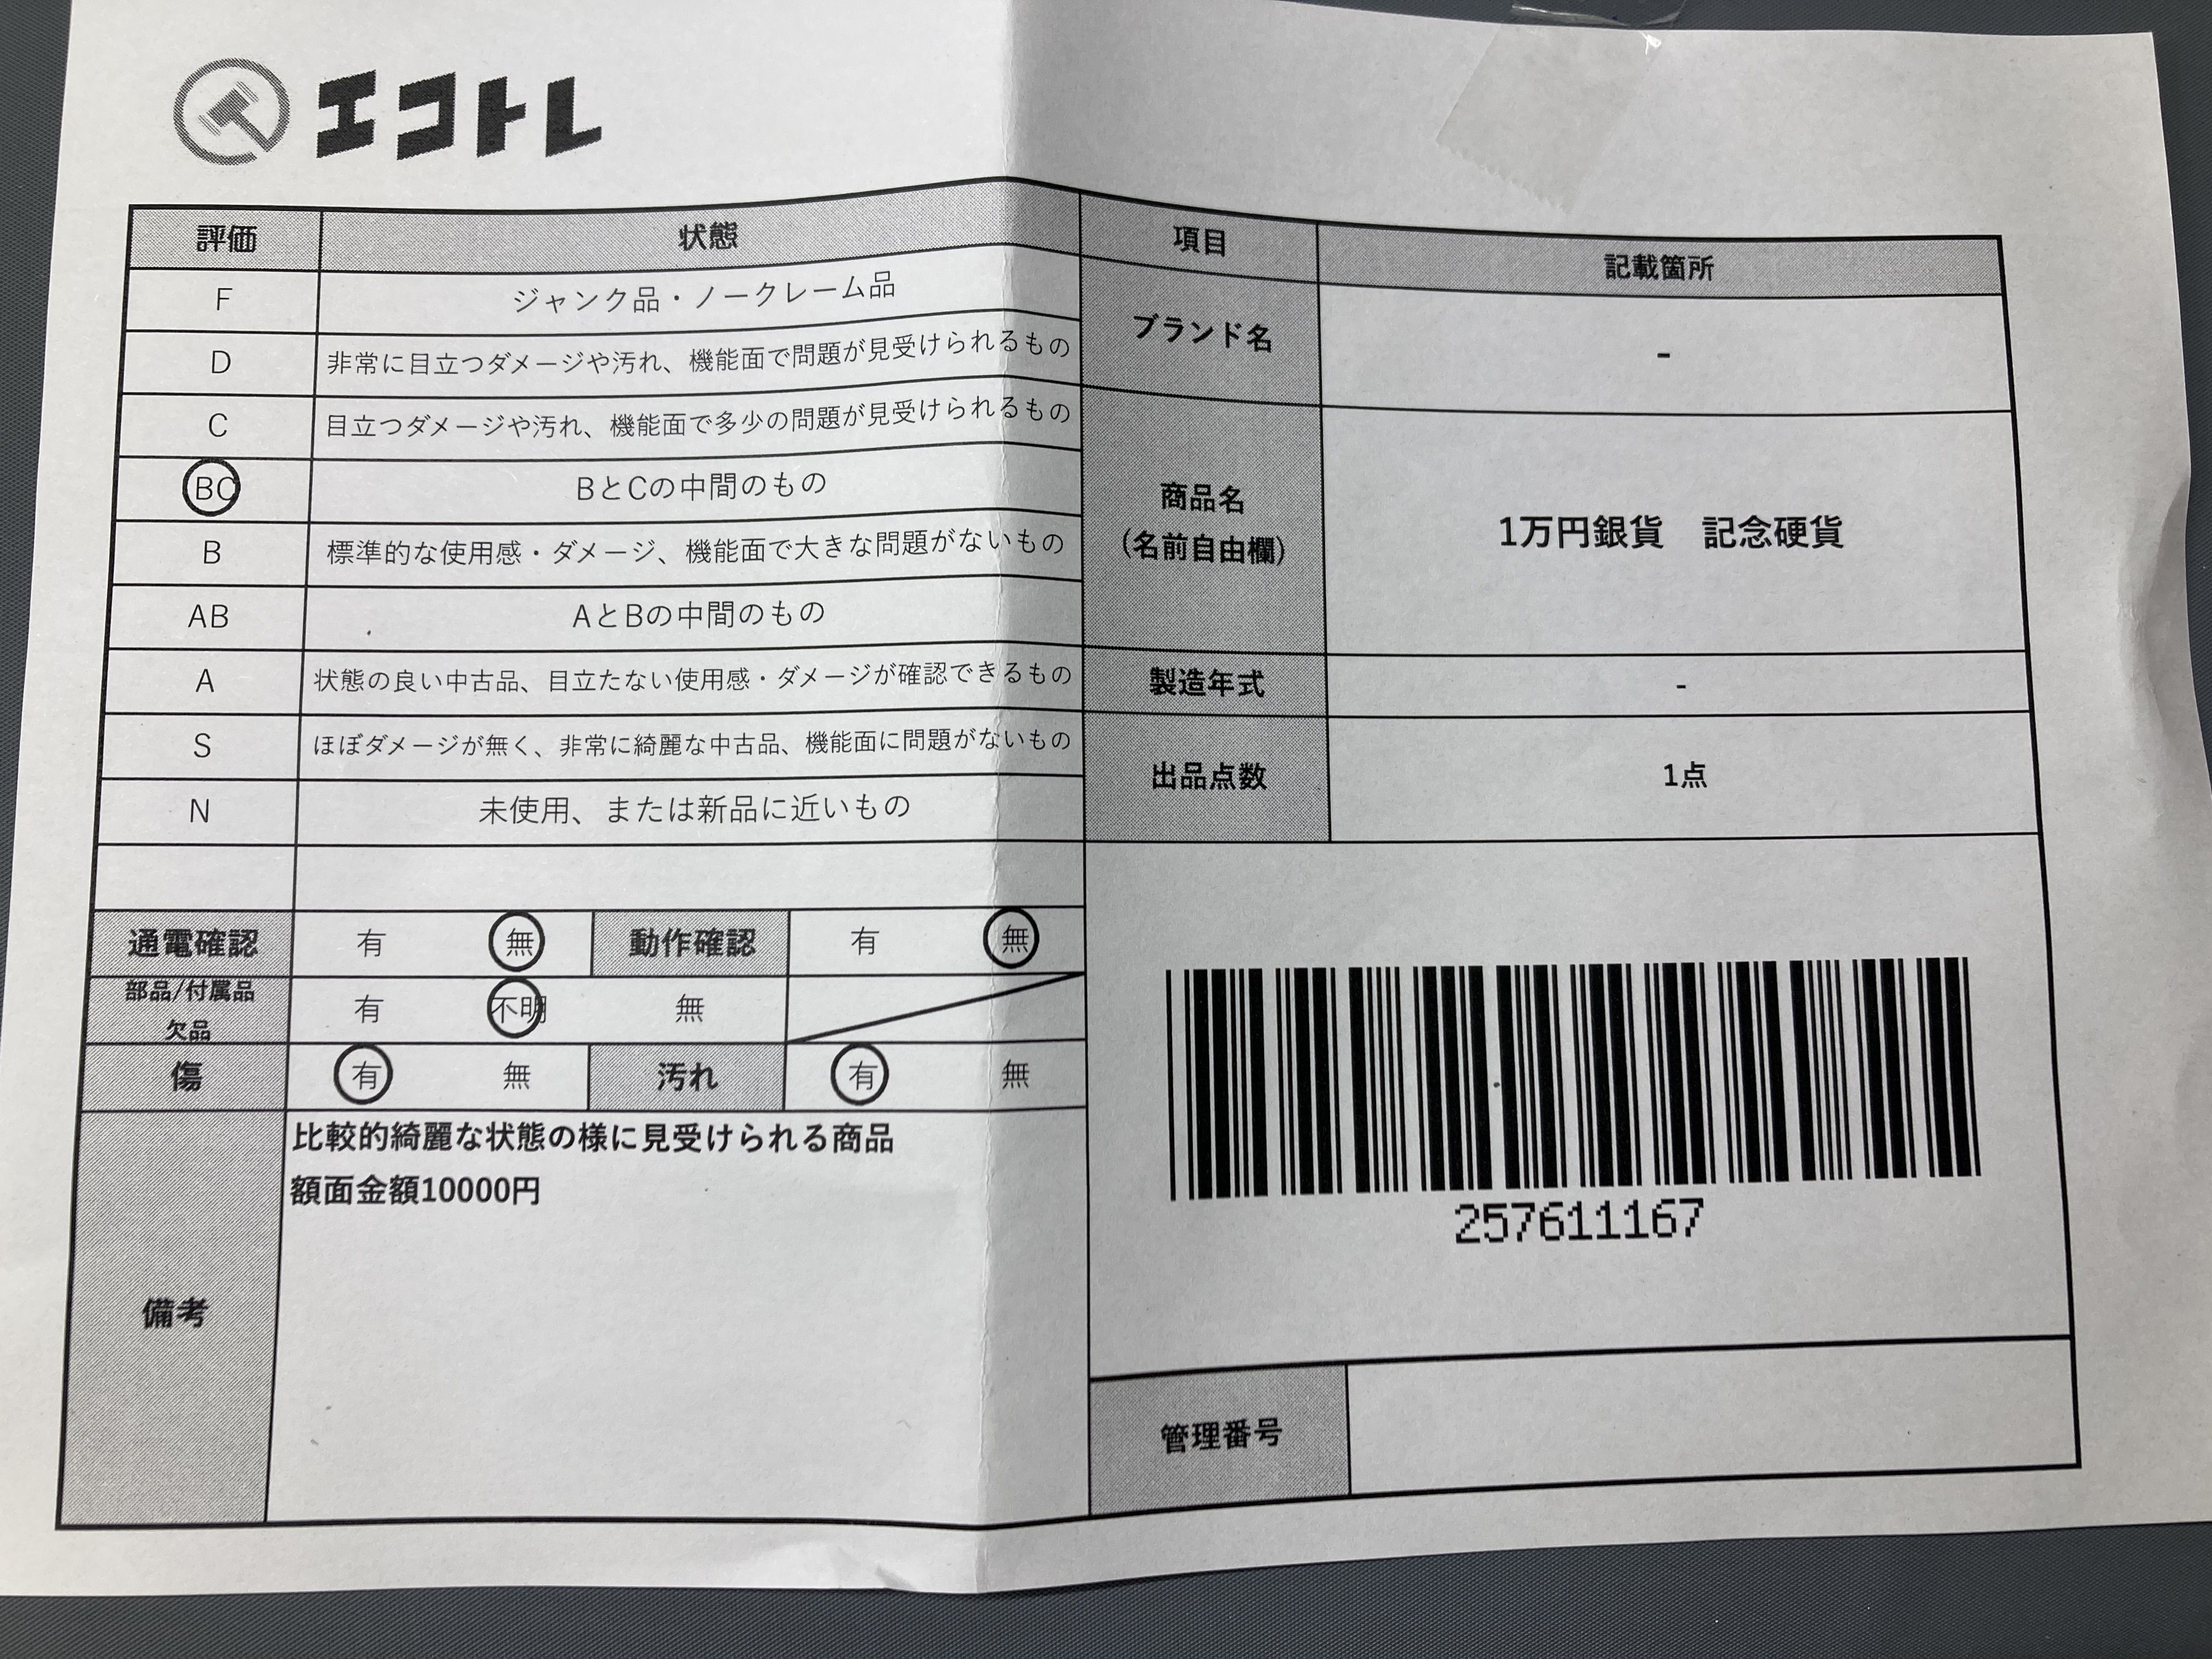 エコトレ
評価 状態
F ジャンク品・ノークレーム品
D 非常に目立つダメージや汚れ、機能面で問題が見受けられるもの
C 目立つダメージや汚れ、機能面で多少の問題が見受けられるもの
BC BとCの中間のもの
B 標準的な使用感・ダメージ、機能面で大きな問題がないもの
AB AとBの中間のもの
A 状態の良い中古品、目立たない使用感・ダメージが確認できるもの
S ほぼダメージが無く、非常に綺麗な中古品、機能面に問題がないもの
N 未使用、または新品に近いもの
通電確認 有 無 動作確認 有 無
部品/付属品
欠品
有 不明 無
傷 有 無 汚れ 有 無
備考
比較的綺麗な状態の様に見受けられる商品
額面金額10000円
項目 記載箇所
ブランド名 -
商品名
(名前自由欄)
1万円銀貨 記念硬貨
製造年式 -
出品点数 1点
257611167
管理番号